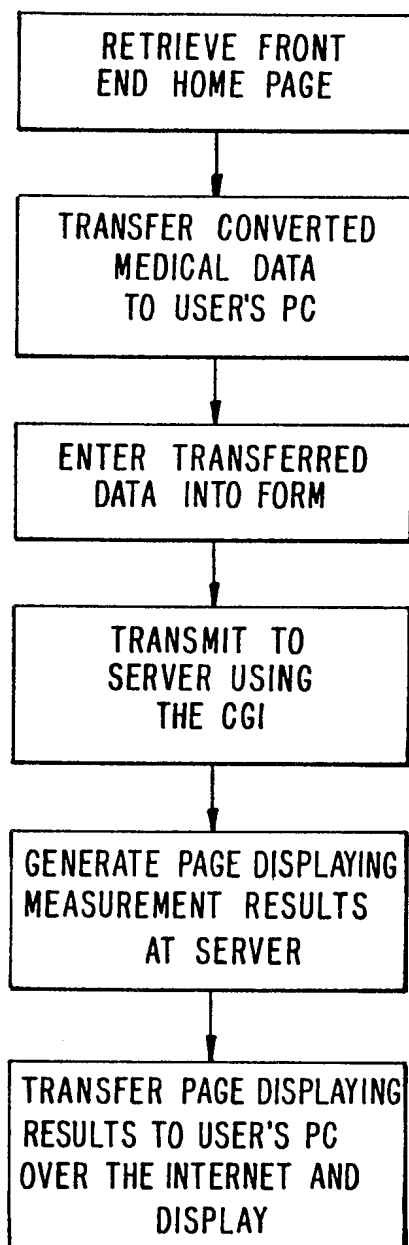 RETRIEVE FRONT
END HOME PAGE
TRANSFER CONVERTED
MEDICAL DATA
TO USER'S PC
ENTER TRANSFERRED
DATA INTO FORM
TRANSMIT TO
SERVER USING
THE CGI
GENERATE PAGE DISPLAYING
MEASUREMENT RESULTS
AT SERVER
TRANSFER PAGE DISPLAYING
RESULTS TO USER'S PC
OVER THE INTERNET AND
DISPLAY